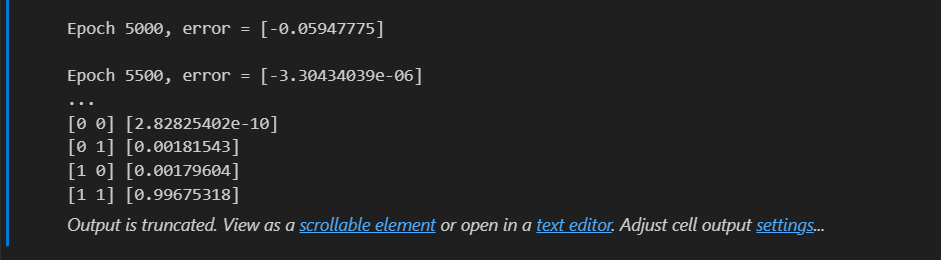 Epoch 5000, error = [-0.05947775]
Epoch 5500, error = [-3.30434039e-06]
...
[0 0] [2.82825402e-10]
[0 1] [0.00181543]
[1 0] [0.00179604]
[1 1] [0.99675318]
Output is truncated. View as a scrollable element or open in a text editor. Adjust cell output settings...